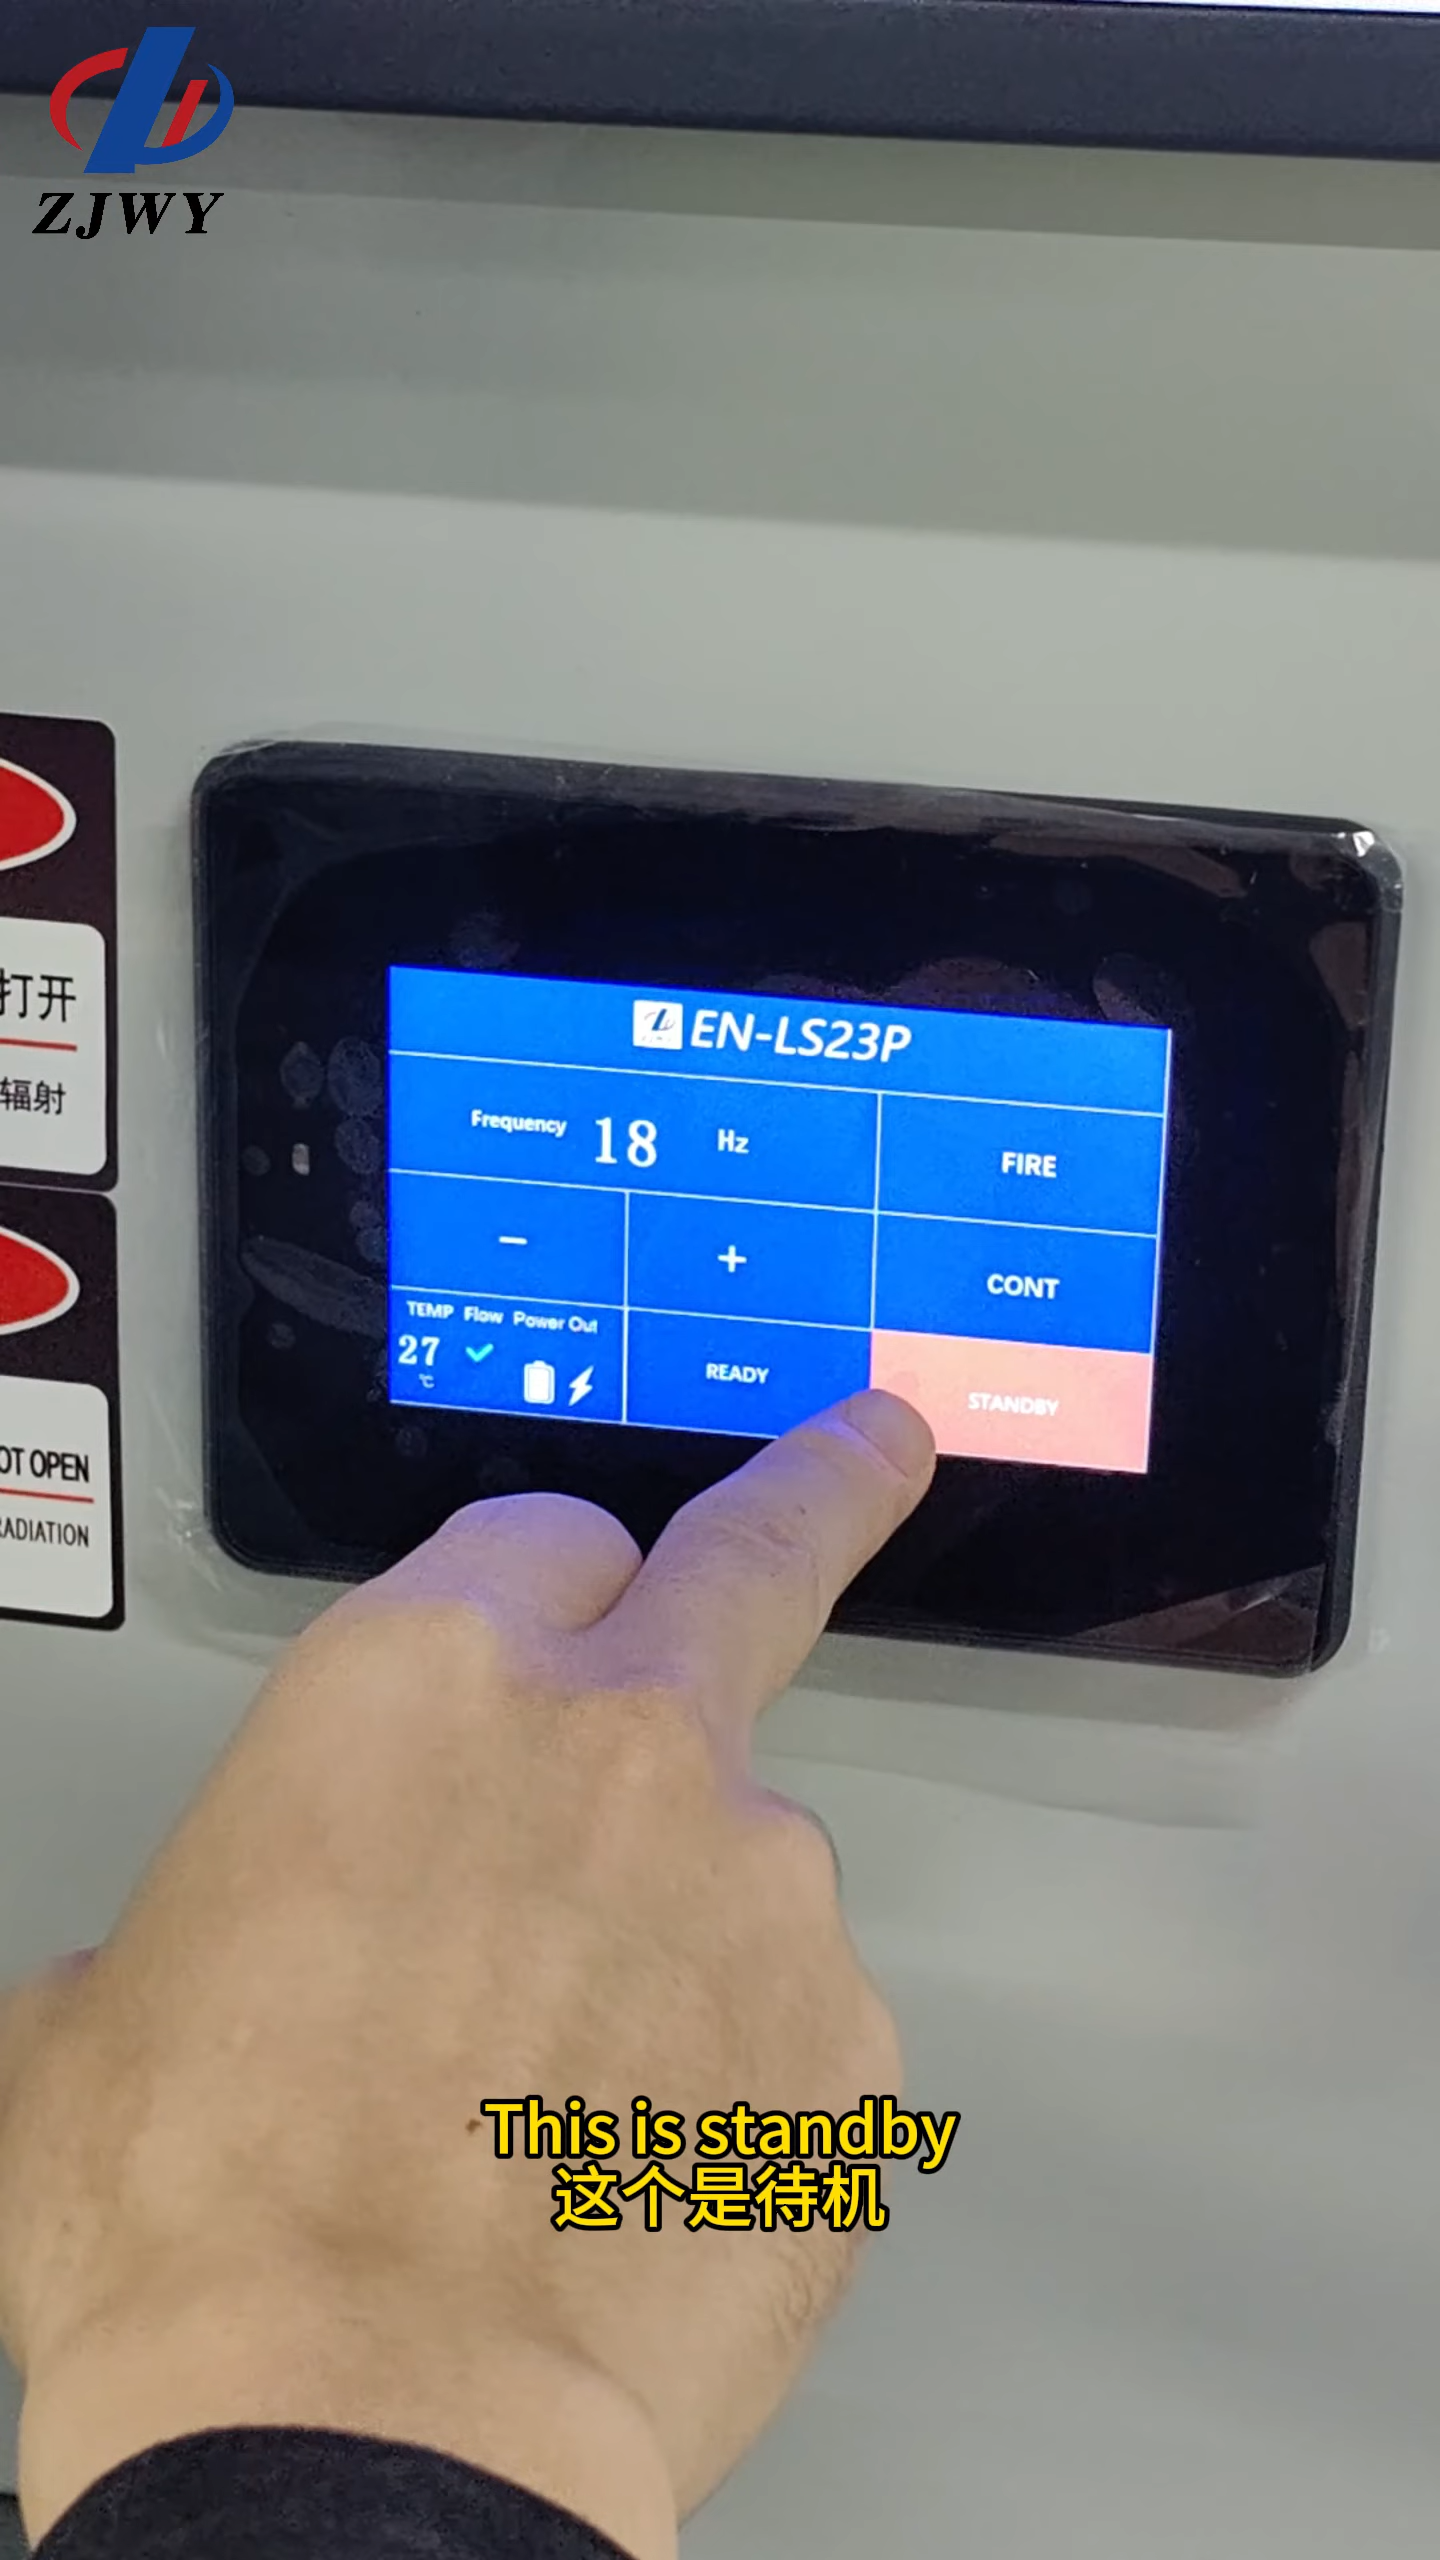 ZJWY
打开
辐射
OT OPEN
RADIATION
EN-LS23P
Frequency 18 Hz
FIRE
− +
CONT
TEMP Flow Power Out
27
℃
READY
STANDBY
This is standby
这个是待机